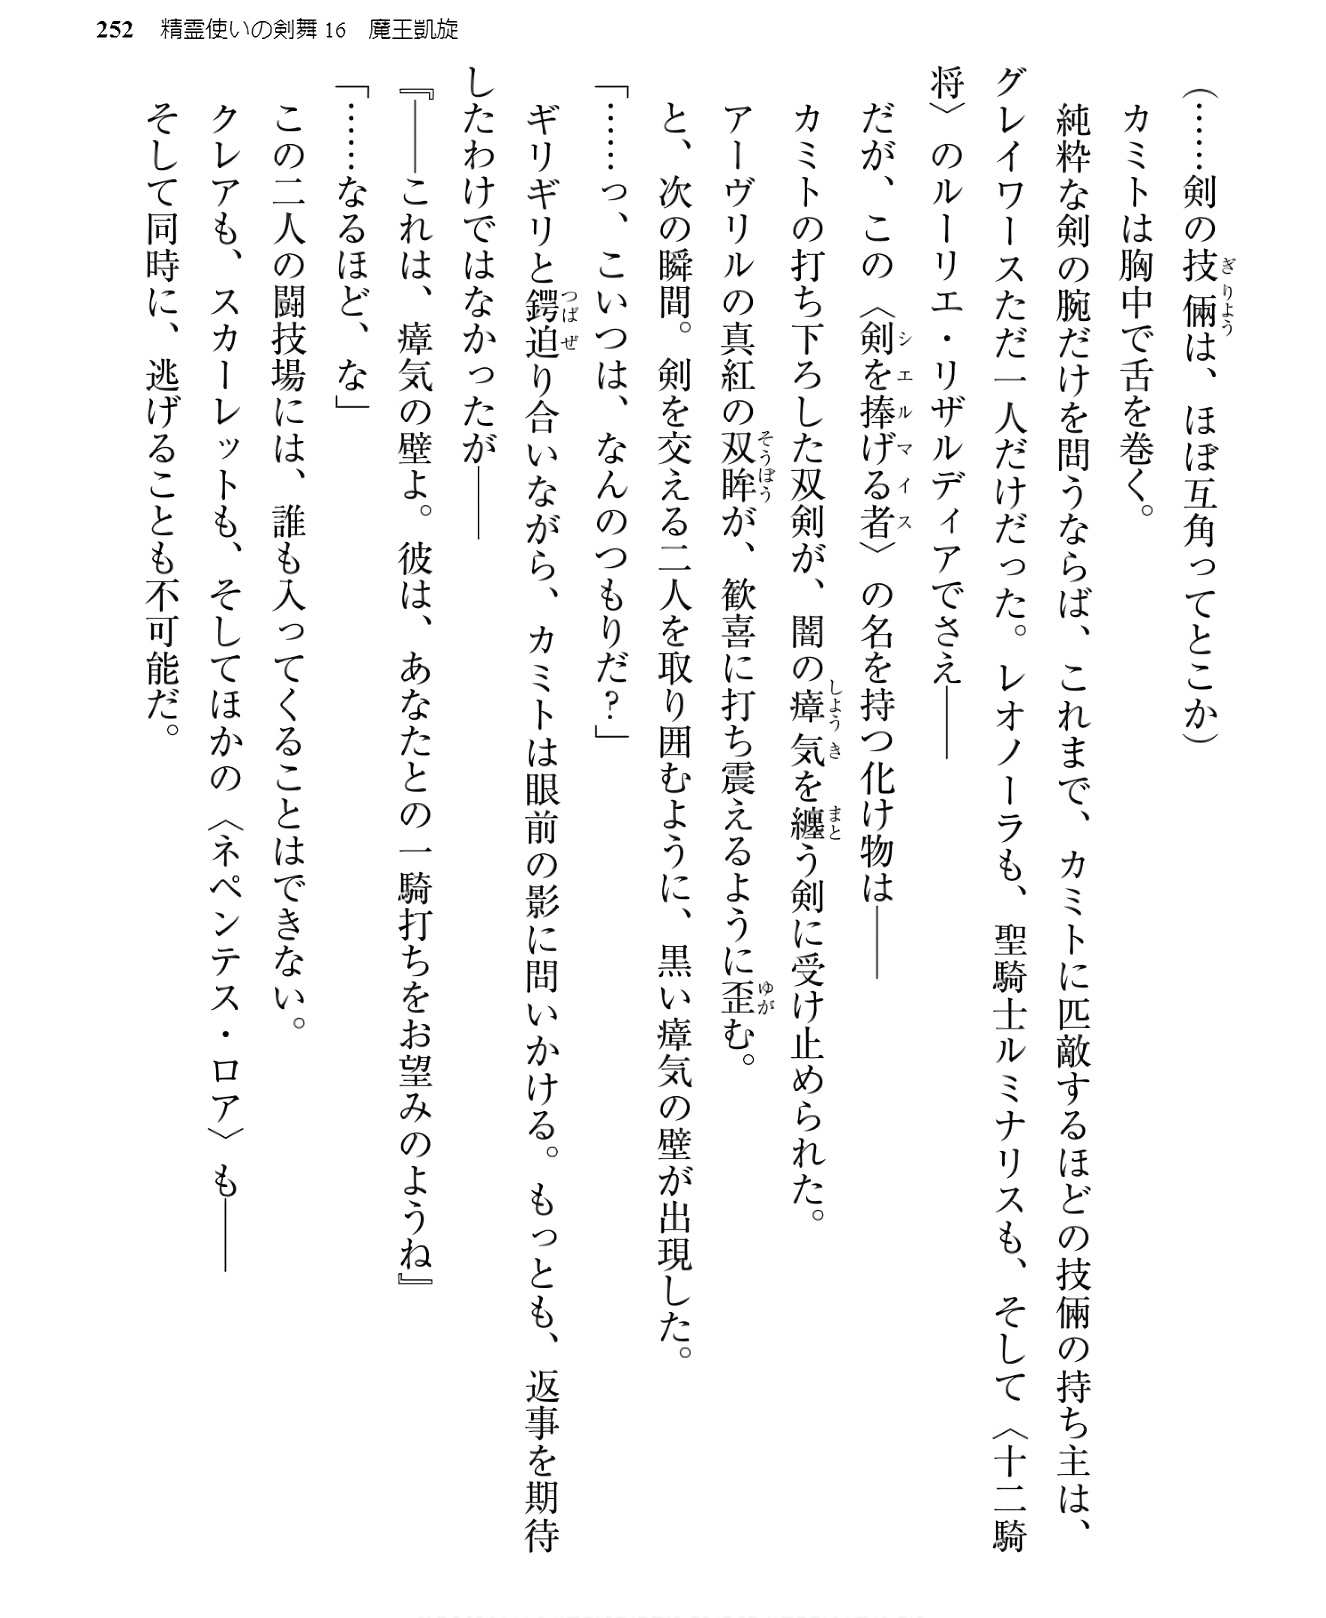 252　精霊使いの剣舞16　魔王凱旋
（……剣の技倆は、ほぼ互角ってとこか）
カミトは胸中で舌を巻く。
純粋な剣の腕だけを問うならば、これまで、カミトに匹敵するほどの技倆の持ち主は、
グレイワースただ一人だけだった。レオノーラも、聖騎士ルミナリスも、そして〈十二騎
将〉のルーリエ・リザルディアでさえ――
だが、この〈剣を捧げる者〉の名を持つ化け物は――
カミトの打ち下ろした双剣が、闇の瘴気を纏う剣に受け止められた。
アーヴリルの真紅の双眸が、歓喜に打ち震えるように歪む。
と、次の瞬間。剣を交える二人を取り囲むように、黒い瘴気の壁が出現した。
「……っ、こいつは、なんのつもりだ？」
ギリギリと鍔迫り合いながら、カミトは眼前の影に問いかける。もっとも、返事を期待
したわけではなかったが――
『――これは、瘴気の壁よ。彼は、あなたとの一騎打ちをお望みのようね』
「……なるほど、な」
この二人の闘技場には、誰も入ってくることはできない。
クレアも、スカーレットも、そしてほかの〈ネペンテス・ロア〉も――
そして同時に、逃げることも不可能だ。